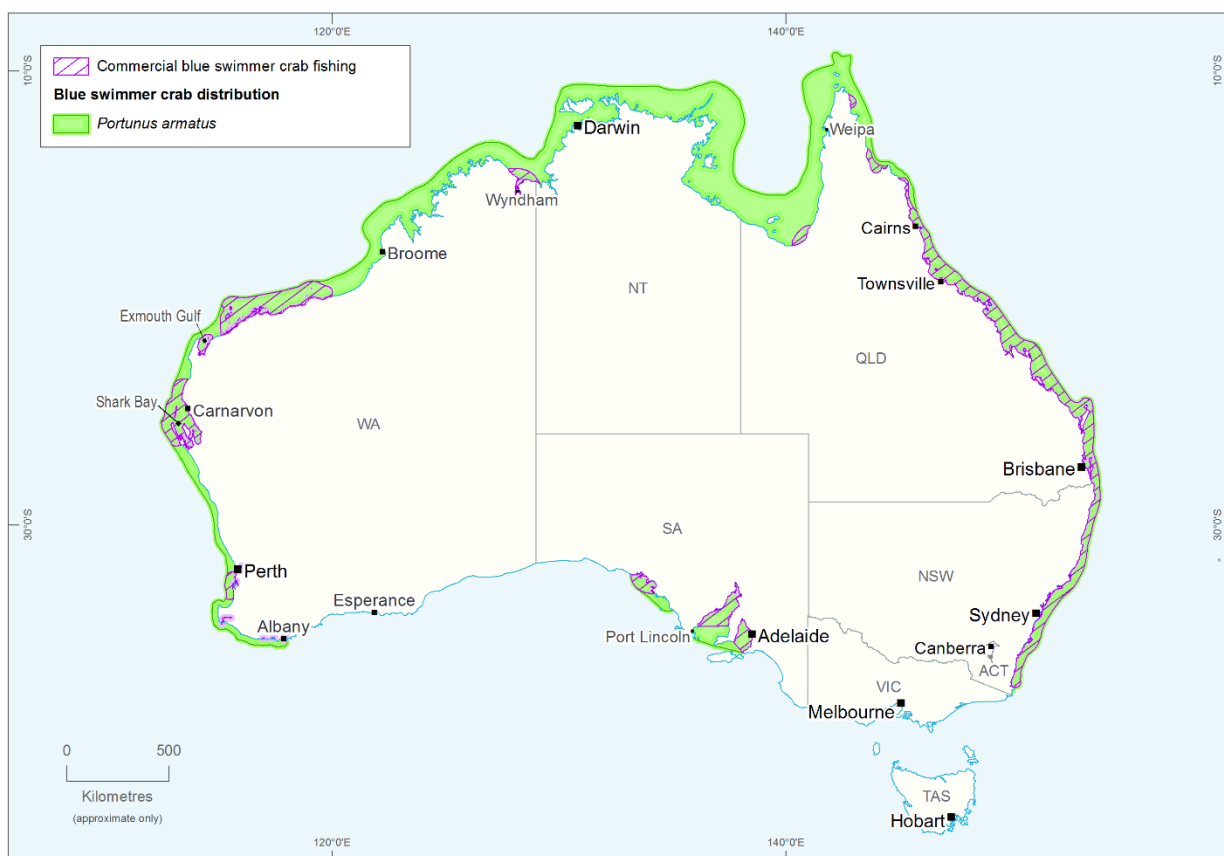 120°0'E
140°0'E
10°0'S
10°0'S
Commercial blue swimmer crab fishing
Blue swimmer crab distribution
Portunus armatus
Darwin
Weipa
Wyndham
Cairns
Broome
Townsville
NT
Exmouth Gulf
QLD
Shark Bay
Carnarvon
WA
Brisbane
30°0'S
30°0'S
SA
Perth
NSW
Esperance
Sydney
Albany
Port Lincoln
Adelaide
Canberra
ACT
VIC
Melbourne
0
500
Kilometres
(approximate only)
TAS
Hobart
120°0'E
140°0'E